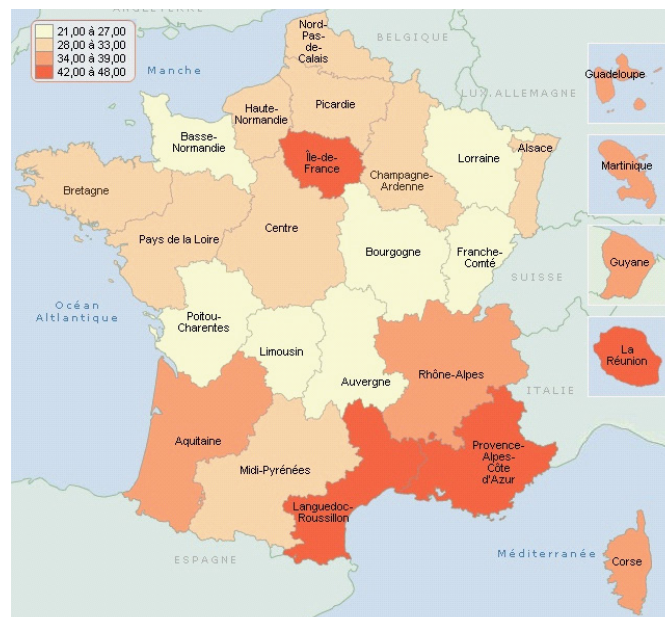 ANGLETERRE
21,00 à 27,00
28,00 à 33,00
34,00 à 39,00
42,00 à 48,00
Nord-
Pas-
de-
Calais
BELGIQUE
Manche
Guadeloupe
LUX.
ALLEMAGNE
Haute-
Normandie
Picardie
Basse-
Normandie
Île-de-
France
Lorraine
Alsace
Champagne-
Ardenne
Martinique
Bretagne
Centre
Pays de la Loire
Bourgogne
Franche-
Comté
Guyane
SUISSE
Océan
Altlantique
Poitou-
Charentes
Limousin
Auvergne
Rhône-Alpes
La
Réunion
ITALIE
Aquitaine
Provence-
Alpes-
Côte
d'Azur
Midi-Pyrénées
Languedoc-
Roussillon
ESPAGNE
Méditerranée
Corse